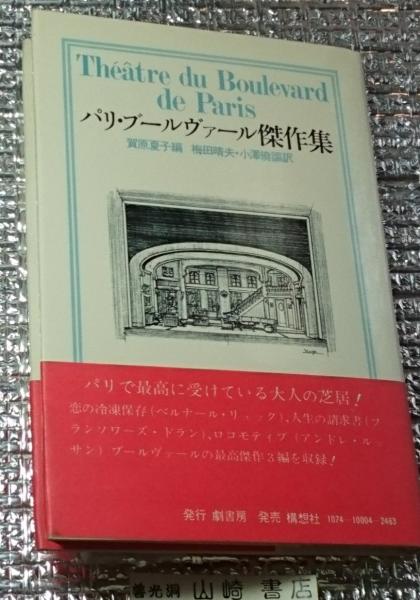 Théâtre du Boulevard
de Paris
パリ・ブールヴァール傑作集
賀原夏子編 梅田晴夫・小澤僥謳訳
パリで最高に受けている大人の芝居!
恋の冷凍保存(ベルナール・リュック)、人生の請求書(フ
ランソワーズ・ドラン)、ロコモティブ(アンドレ・ルッ
サン)ブールヴァールの最高傑作3編を収録!
発行 劇書房 発売 構想社 1074-10004-2463
善光洞 山崎書店